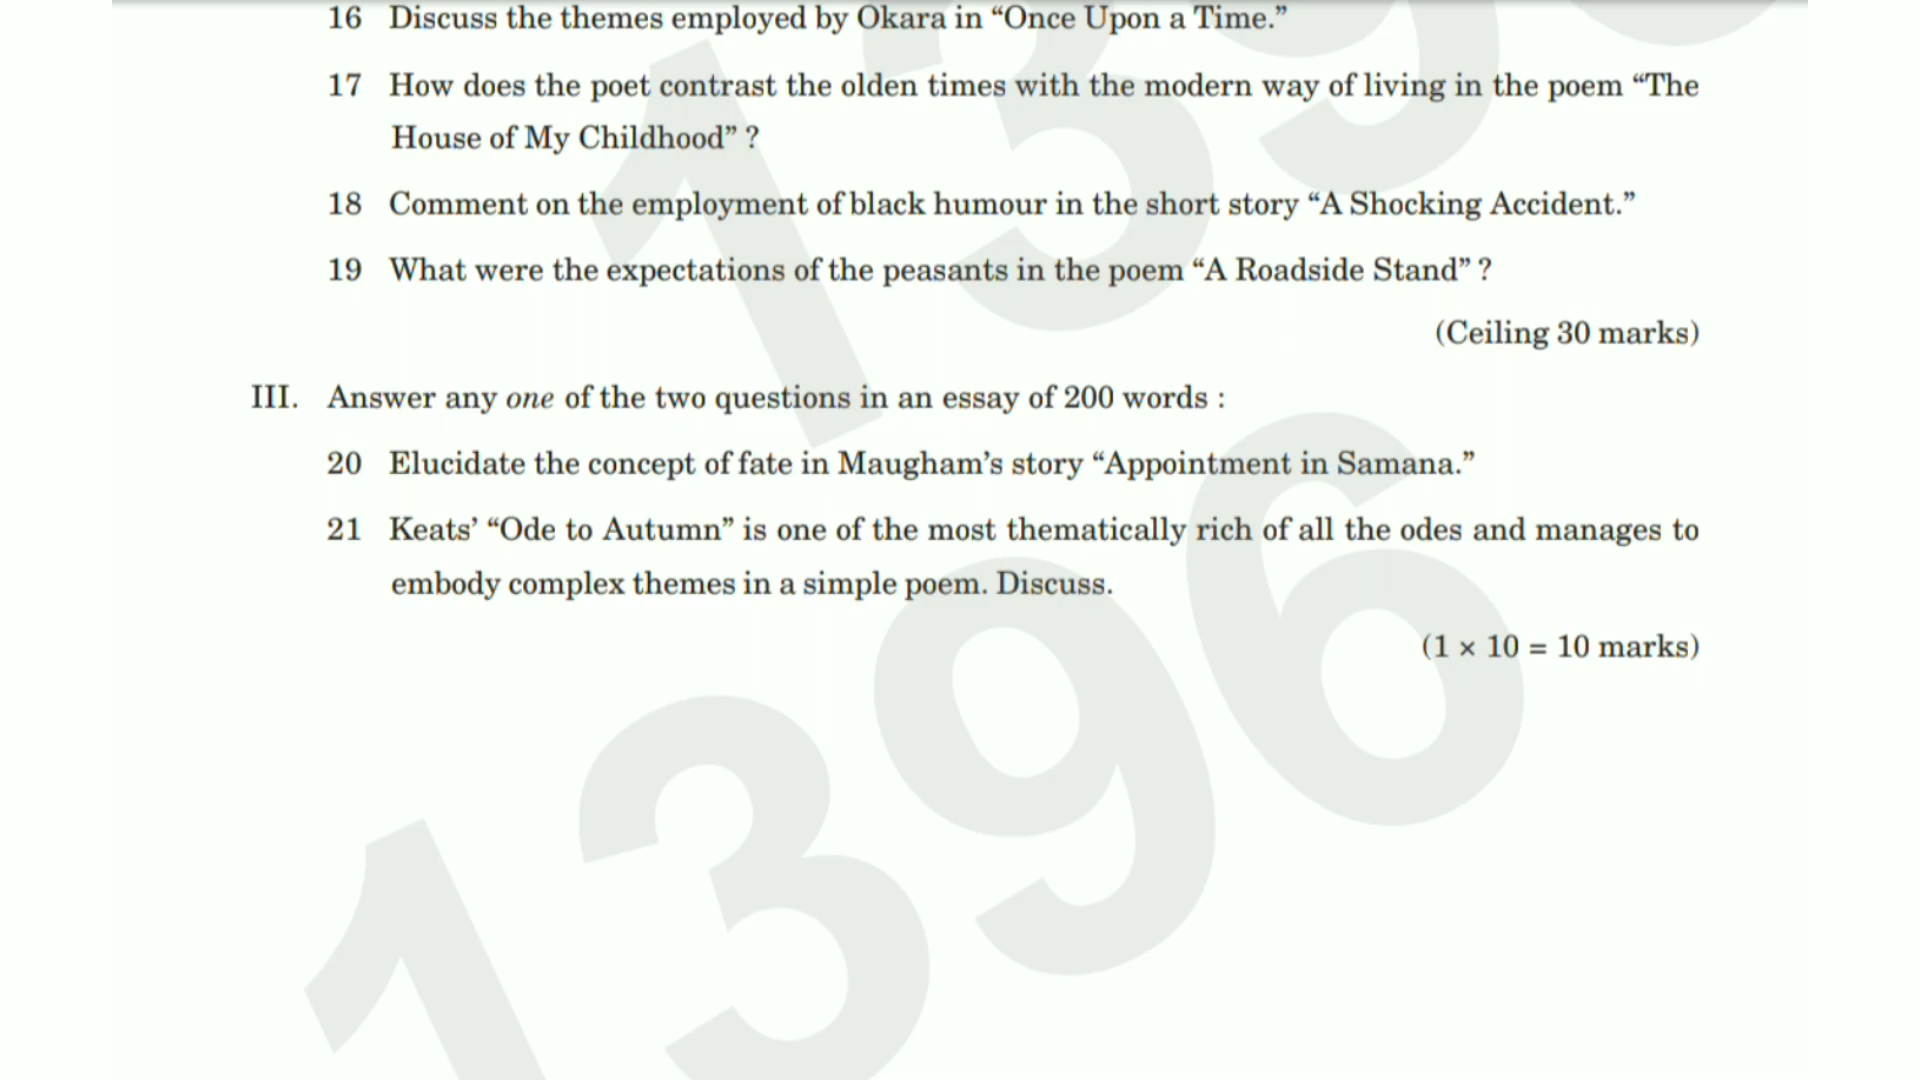 16 Discuss the themes employed by Okara in “Once Upon a Time.”
17 How does the poet contrast the olden times with the modern way of living in the poem “The
House of My Childhood” ?
18 Comment on the employment of black humour in the short story “A Shocking Accident.”
19 What were the expectations of the peasants in the poem “A Roadside Stand” ?
(Ceiling 30 marks)
III. Answer any one of the two questions in an essay of 200 words :
20 Elucidate the concept of fate in Maugham’s story “Appointment in Samana.”
21 Keats’ “Ode to Autumn” is one of the most thematically rich of all the odes and manages to
embody complex themes in a simple poem. Discuss.
(1 × 10 = 10 marks)
1396
1396